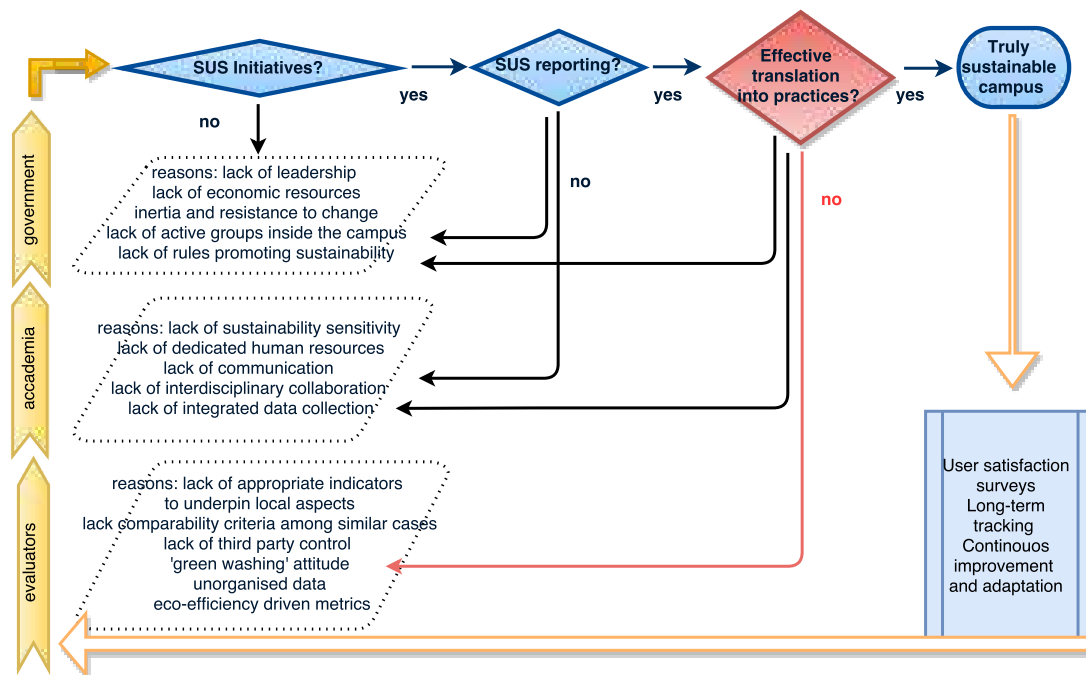 SUS Initiatives?
yes
SUS reporting?
yes
Effective
translation
into practices?
yes
Truly
sustainable
campus
no
no
no
government
reasons: lack of leadership
lack of economic resources
inertia and resistance to change
lack of active groups inside the campus
lack of rules promoting sustainability
accademia
reasons: lack of sustainability sensitivity
lack of dedicated human resources
lack of communication
lack of interdisciplinary collaboration
lack of integrated data collection
evaluators
reasons: lack of appropriate indicators
to underpin local aspects
lack comparability criteria among similar cases
lack of third party control
'green washing' attitude
unorganised data
eco-efficiency driven metrics
User satisfaction
surveys
Long-term
tracking
Continouos
improvement
and adaptation